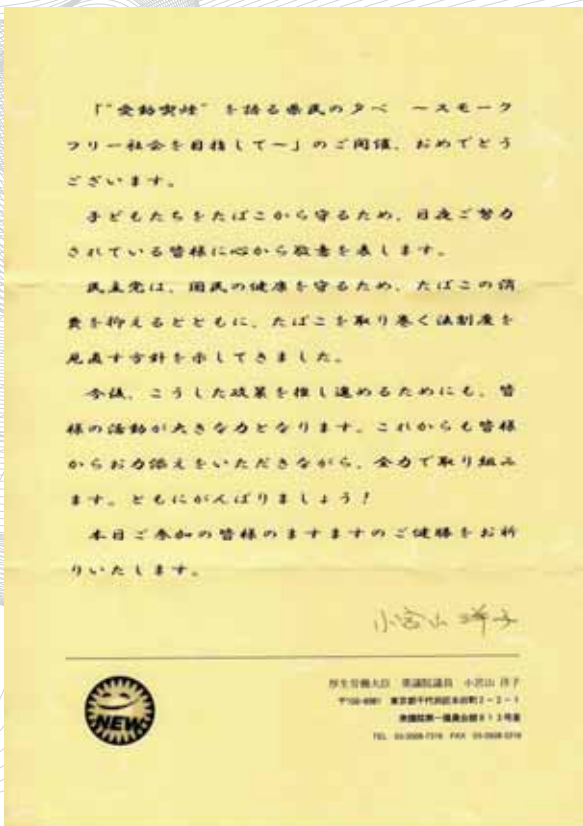 「"受動喫煙"を語る県民の夕べ ～スモーク
フリー社会を目指して～」のご開催、おめでとう
ございます。
子どもたちをたばこから守るため、日夜ご努力
されている皆様に心から敬意を表します。
民主党は、国民の健康を守るため、たばこの消
費を抑えるとともに、たばこを取り巻く法制度を
見直す方針を示してきました。
今後、こうした政策を推し進めるためにも、皆
様の活動が大きな力となります。これからも皆様
からお力添えをいただきながら、全力で取り組み
ます。ともにがんばりましょう！
本日ご参加の皆様のますますのご健勝をお祈
りいたします。
小宮山 洋子
NEW
厚生労働大臣 衆議院議員 小宮山 洋子
〒100-8981 東京都千代田区永田町2-2-1
衆議院第一議員会館813号室
TEL FAX